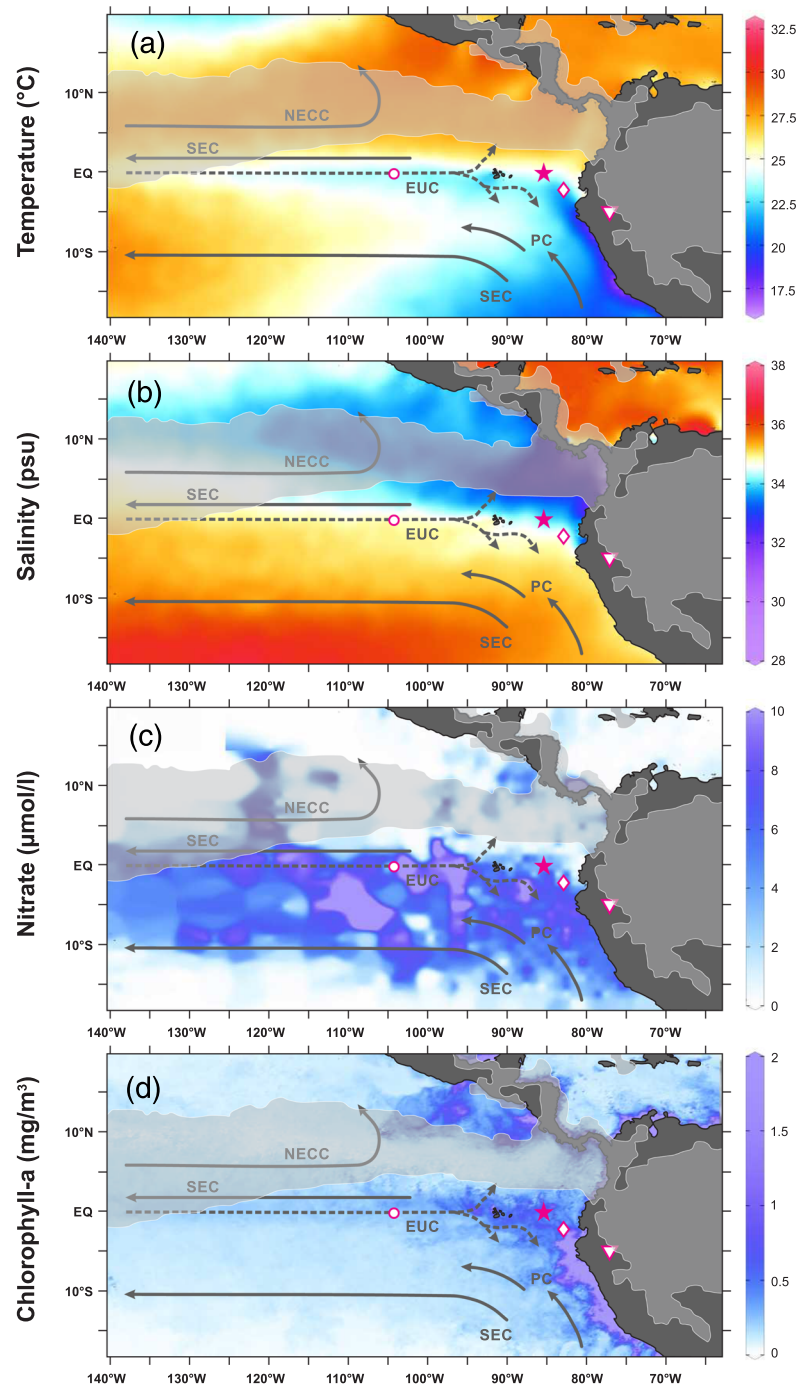 (a)
Temperature (°C)
10°N
EQ
10°S
NECC
SEC
EUC
PC
SEC
32.5
30
27.5
25
22.5
20
17.5
140°W 130°W 120°W 110°W 100°W 90°W 80°W 70°W
(b)
Salinity (psu)
10°N
EQ
10°S
NECC
SEC
EUC
PC
SEC
38
36
34
33
32
30
28
140°W 130°W 120°W 110°W 100°W 90°W 80°W 70°W
(c)
Nitrate (µmol/l)
10°N
EQ
10°S
NECC
SEC
EUC
PC
SEC
10
8
6
4
2
0
140°W 130°W 120°W 110°W 100°W 90°W 80°W 70°W
(d)
Chlorophyll-a (mg/m³)
10°N
EQ
10°S
NECC
SEC
EUC
PC
SEC
2
1.5
1
0.5
0
140°W 130°W 120°W 110°W 100°W 90°W 80°W 70°W